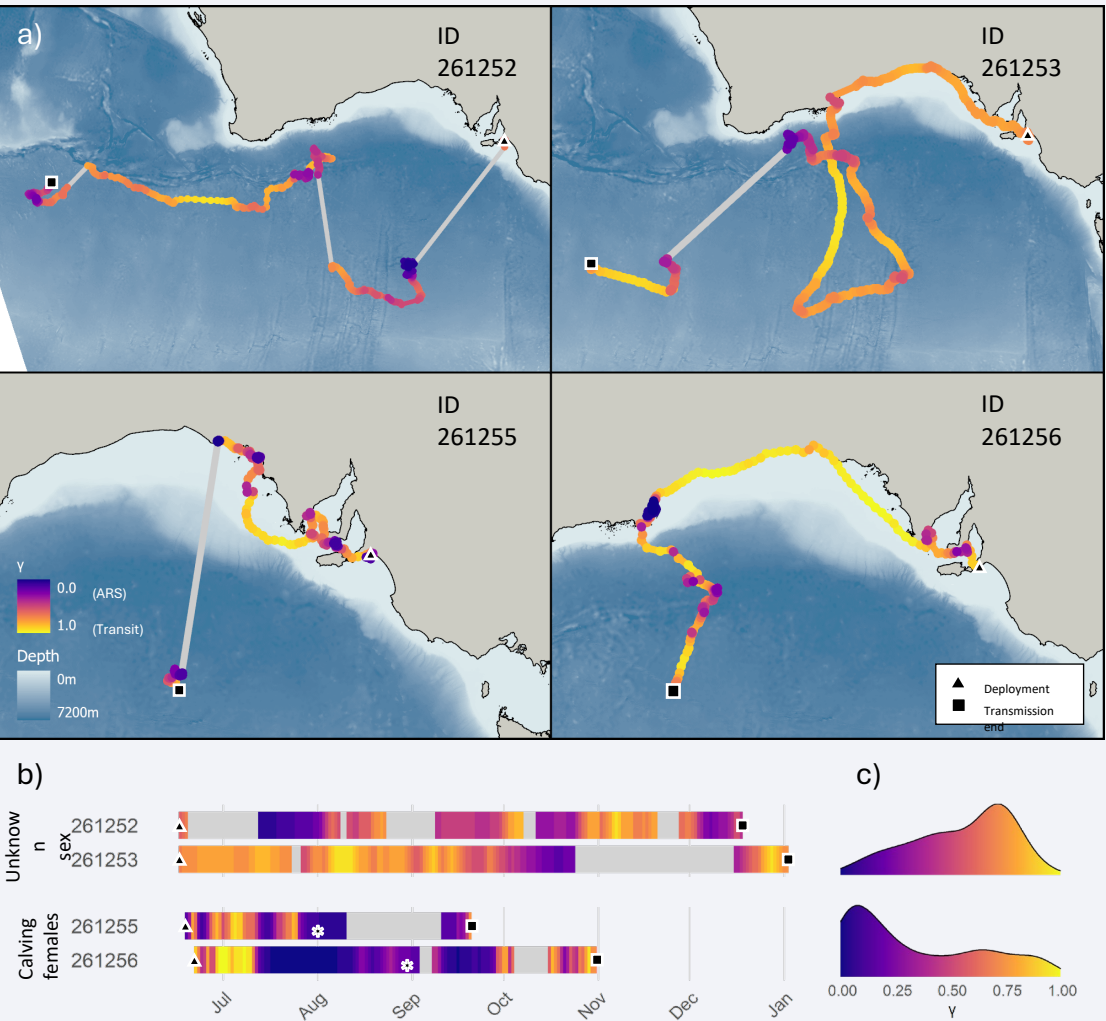 a)
ID
261252
ID
261253
ID
261255
ID
261256
γ
0.0 (ARS)
1.0 (Transit)
Depth
0m
7200m
Deployment
Transmission
end
b)
c)
Unknow
n sex
261252
261253
Calving
females
261255
261256
Jul Aug Sep Oct Nov Dec Jan
0.00 0.25 0.50 0.75 1.00
γ